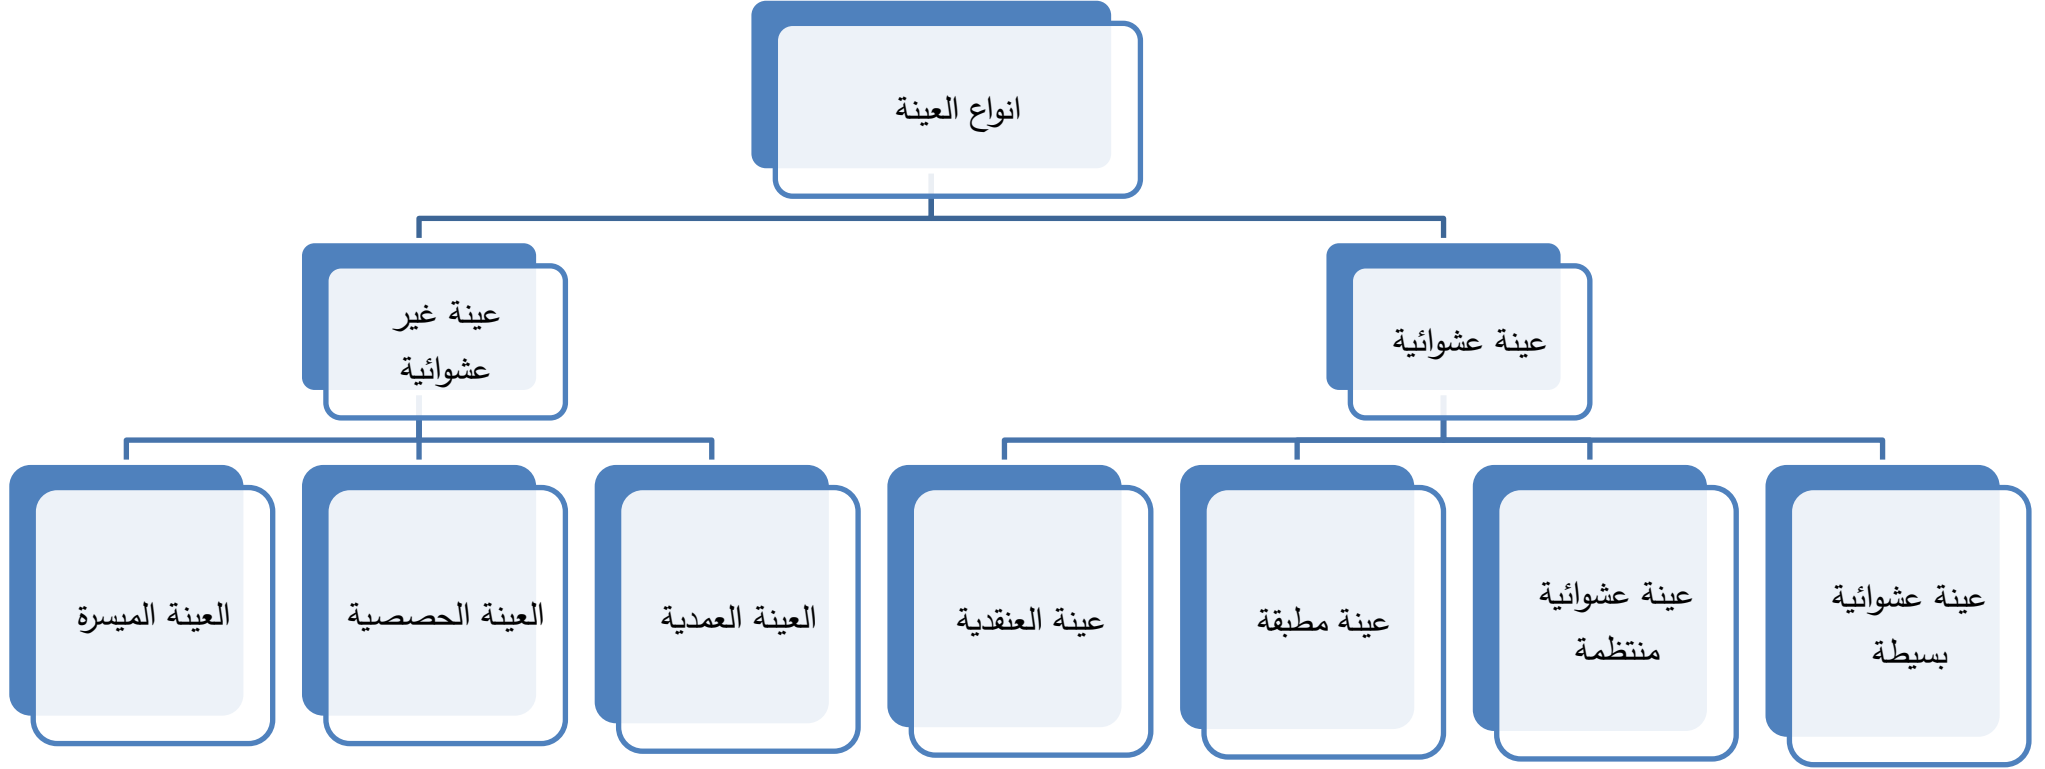 انواع العينة
عينة عشوائية
عينة غير
عشوائية
عينة عشوائية
بسيطة
عينة عشوائية
منتظمة
عينة مطبقة
عينة العنقدية
العينة العمدية
العينة الحصصية
العينة الميسرة